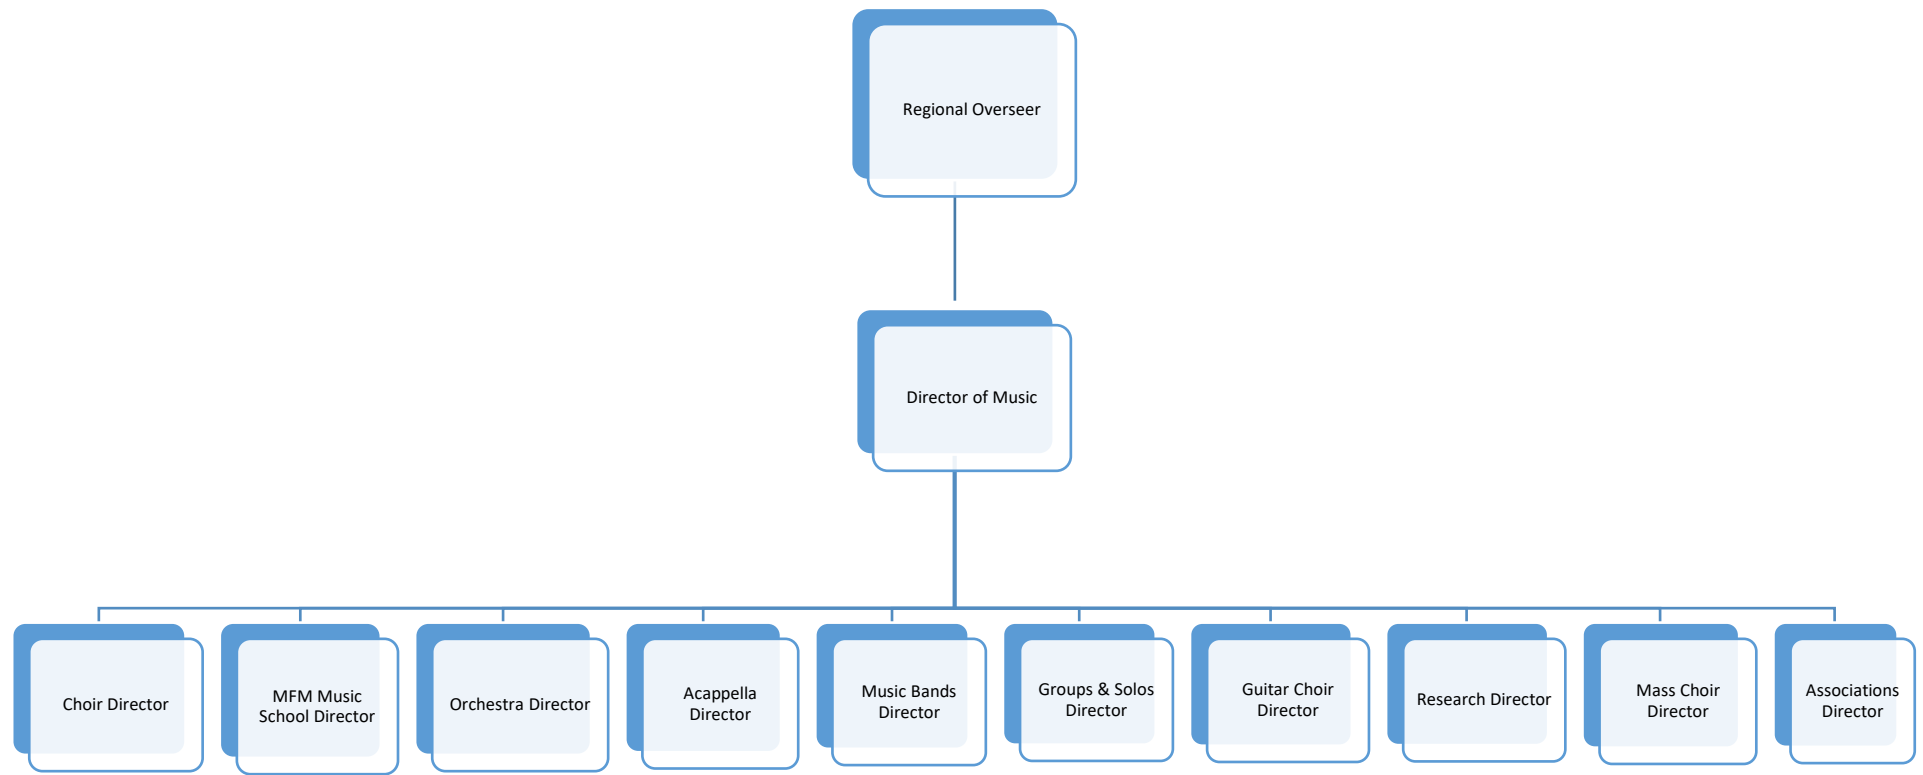 Regional Overseer
Director of Music
Choir Director
MFM Music
School Director
Orchestra Director
Acappella
Director
Music Bands
Director
Groups & Solos
Director
Guitar Choir
Director
Research Director
Mass Choir
Director
Associations
Director